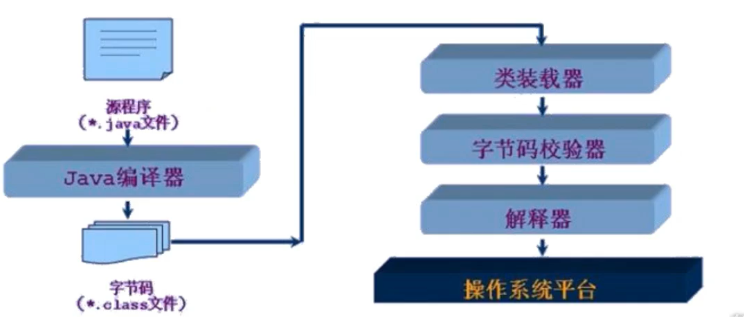 源程序
(*.java文件)
Java编译器
字节码
(*.class文件)
类装载器
字节码校验器
解释器
操作系统平台